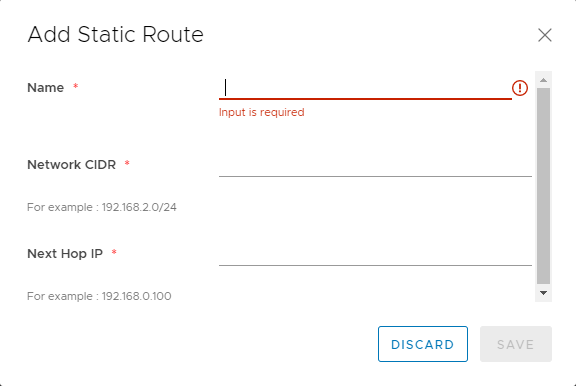 Add Static Route
Name *
Input is required
Network CIDR *
For example : 192.168.2.0/24
Next Hop IP *
For example : 192.168.0.100
DISCARD SAVE